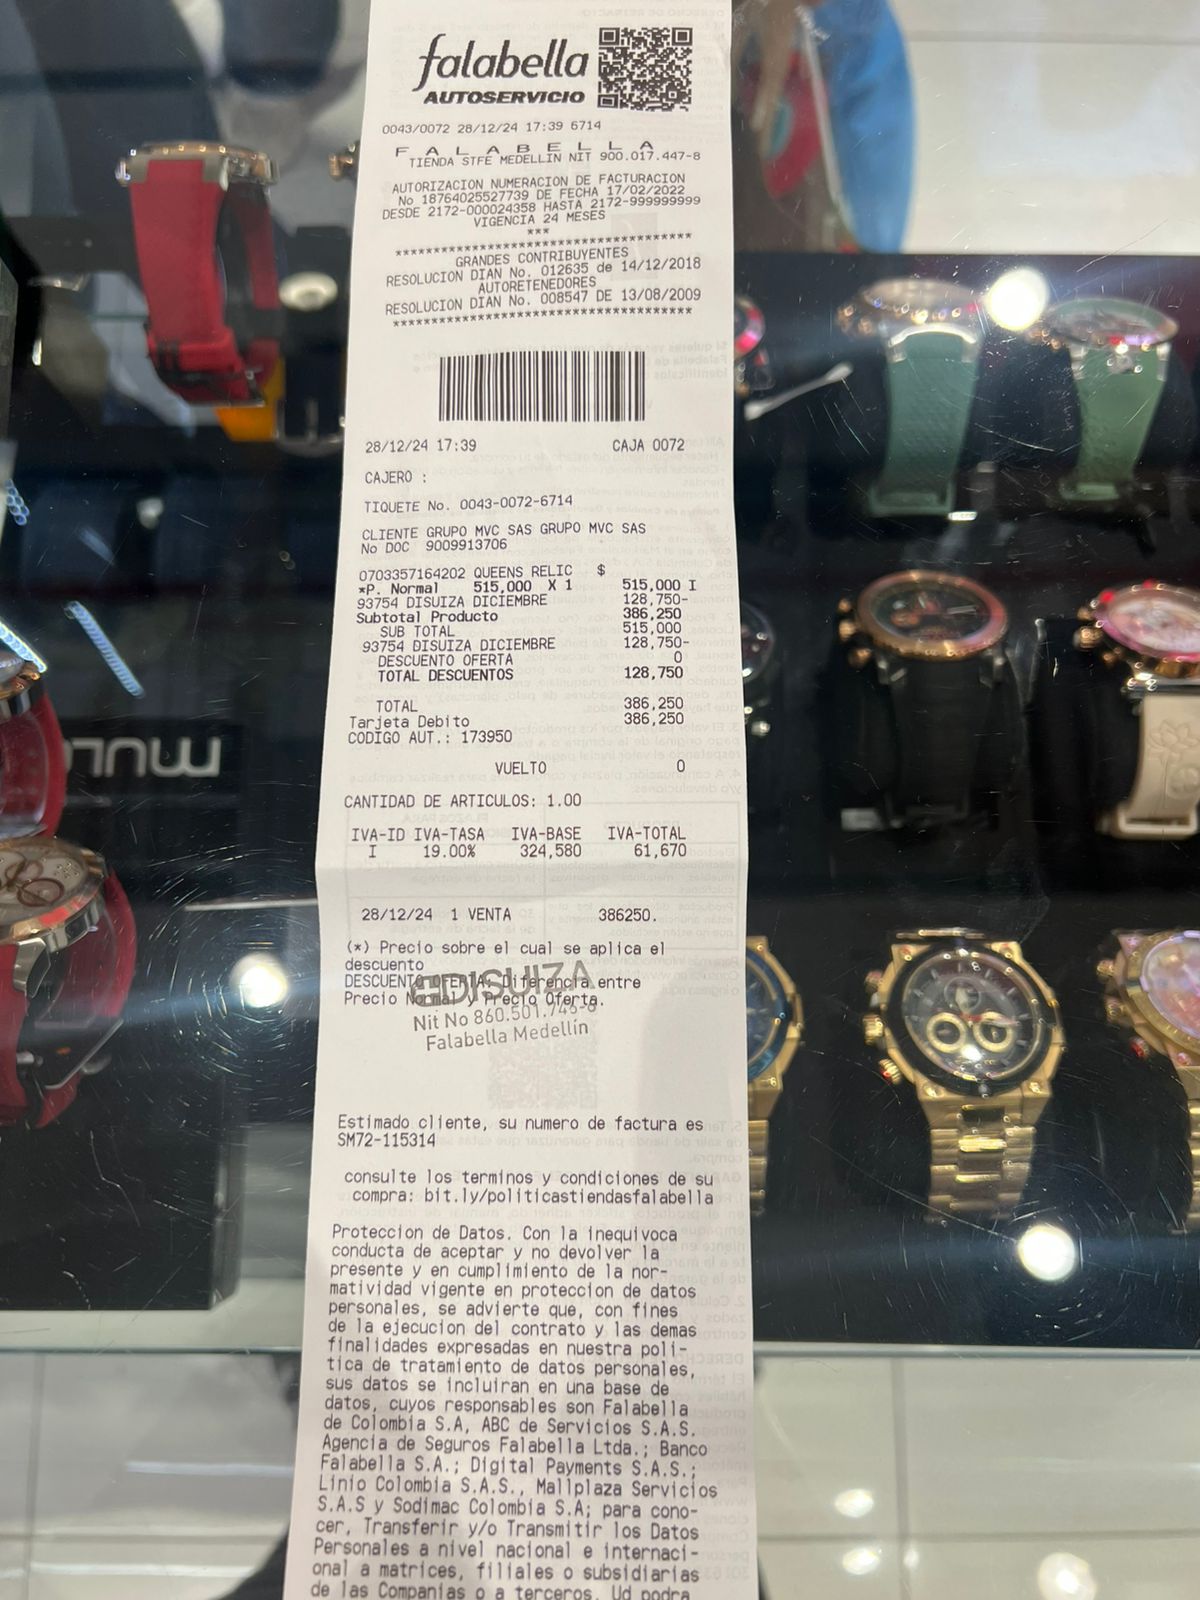 falabella
AUTOSERVICIO
0043/0072 28/12/24 17:39 6714
F A L A B E L L A
TIENDA STFE MEDELLIN NIT 900.017.447-8
AUTORIZACION NUMERACION DE FACTURACION
No 18764025527739 DE FECHA 17/02/2022
DESDE 2172-000024358 HASTA 2172-999999999
VIGENCIA 24 MESES
***
****************************************
GRANDES CONTRIBUYENTES
RESOLUCION DIAN No. 012635 de 14/12/2018
AUTORETENEDORES
RESOLUCION DIAN No. 008547 DE 13/08/2009
****************************************
28/12/24 17:39 CAJA 0072
CAJERO :
TIQUETE No. 0043-0072-6714
CLIENTE GRUPO MVC SAS GRUPO MVC SAS
No DOC 9009913706
0703357164202 QUEENS RELIC $
*P. Normal 515,000 X 1 515,000 I
93754 DISUIZA DICIEMBRE 128,750-
Subtotal Producto 386,250
SUB TOTAL 515,000
93754 DISUIZA DICIEMBRE 128,750-
DESCUENTO OFERTA 0
TOTAL DESCUENTOS 128,750
TOTAL 386,250
Tarjeta Debito 386,250
CODIGO AUT.: 173950
VUELTO 0
CANTIDAD DE ARTICULOS: 1.00
IVA-ID IVA-TASA IVA-BASE IVA-TOTAL
I 19.00% 324,580 61,670
28/12/24 1 VENTA 386250.
(*) Precio sobre el cual se aplica el
descuento
DISUIZA
Diferencia entre
Precio Precio Oferta.
Nit No
Falabella Medellín
Estimado cliente, su numero de factura es
SM72-115314
consulte los terminos y condiciones de su
compra: bit.ly/politicastiendasfalabella
Proteccion de Datos. Con la inequivoca
conducta de aceptar y no devolver la
presente y en cumplimiento de la nor-
matividad vigente en proteccion de datos
personales, se advierte que, con fines
de la ejecucion del contrato y las demas
finalidades expresadas en nuestra poli-
tica de tratamiento de datos personales,
sus datos se incluiran en una base de
datos, cuyos responsables son Falabella
de Colombia S.A, ABC de Servicios S.A.S.
Agencia de Seguros Falabella Ltda.; Banco
Falabella S.A.; Digital Payments S.A.S.;
Linio Colombia S.A.S., Mallplaza Servicios
S.A.S y Sodimac Colombia S.A; para cono-
cer, Transferir y/o Transmitir los Datos
Personales a nivel nacional e internaci-
onal a matrices, filiales o subsidiarias
de las Companias o a terceros. Ud podra